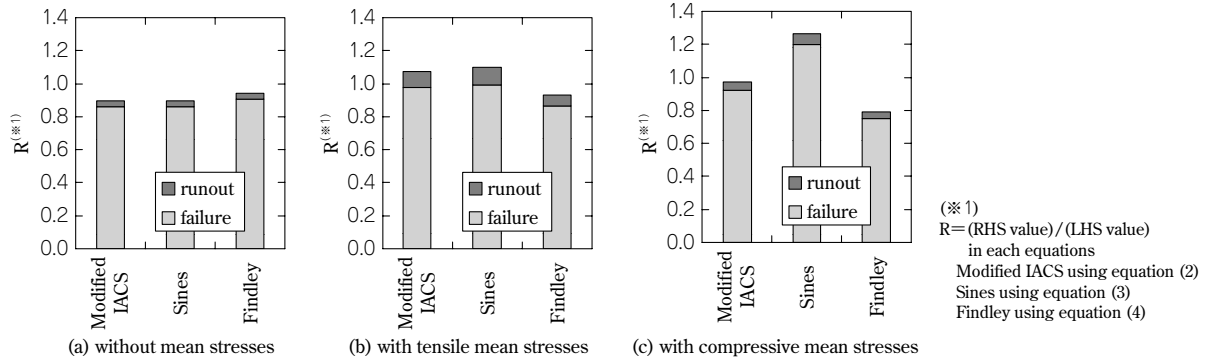 1.4
1.2
1.0
0.8
0.6
0.4
0.2
0.0
R(※1)
runout
failure
Modified
IACS
Sines
Findley
(a) without mean stresses
1.4
1.2
1.0
0.8
0.6
0.4
0.2
0.0
R(※1)
runout
failure
Modified
IACS
Sines
Findley
(b) with tensile mean stresses
1.4
1.2
1.0
0.8
0.6
0.4
0.2
0.0
R(※1)
runout
failure
Modified
IACS
Sines
Findley
(c) with compressive mean stresses
(※1)
R=(RHS value)/(LHS value)
in each equations
Modified IACS using equation (2)
Sines using equation (3)
Findley using equation (4)